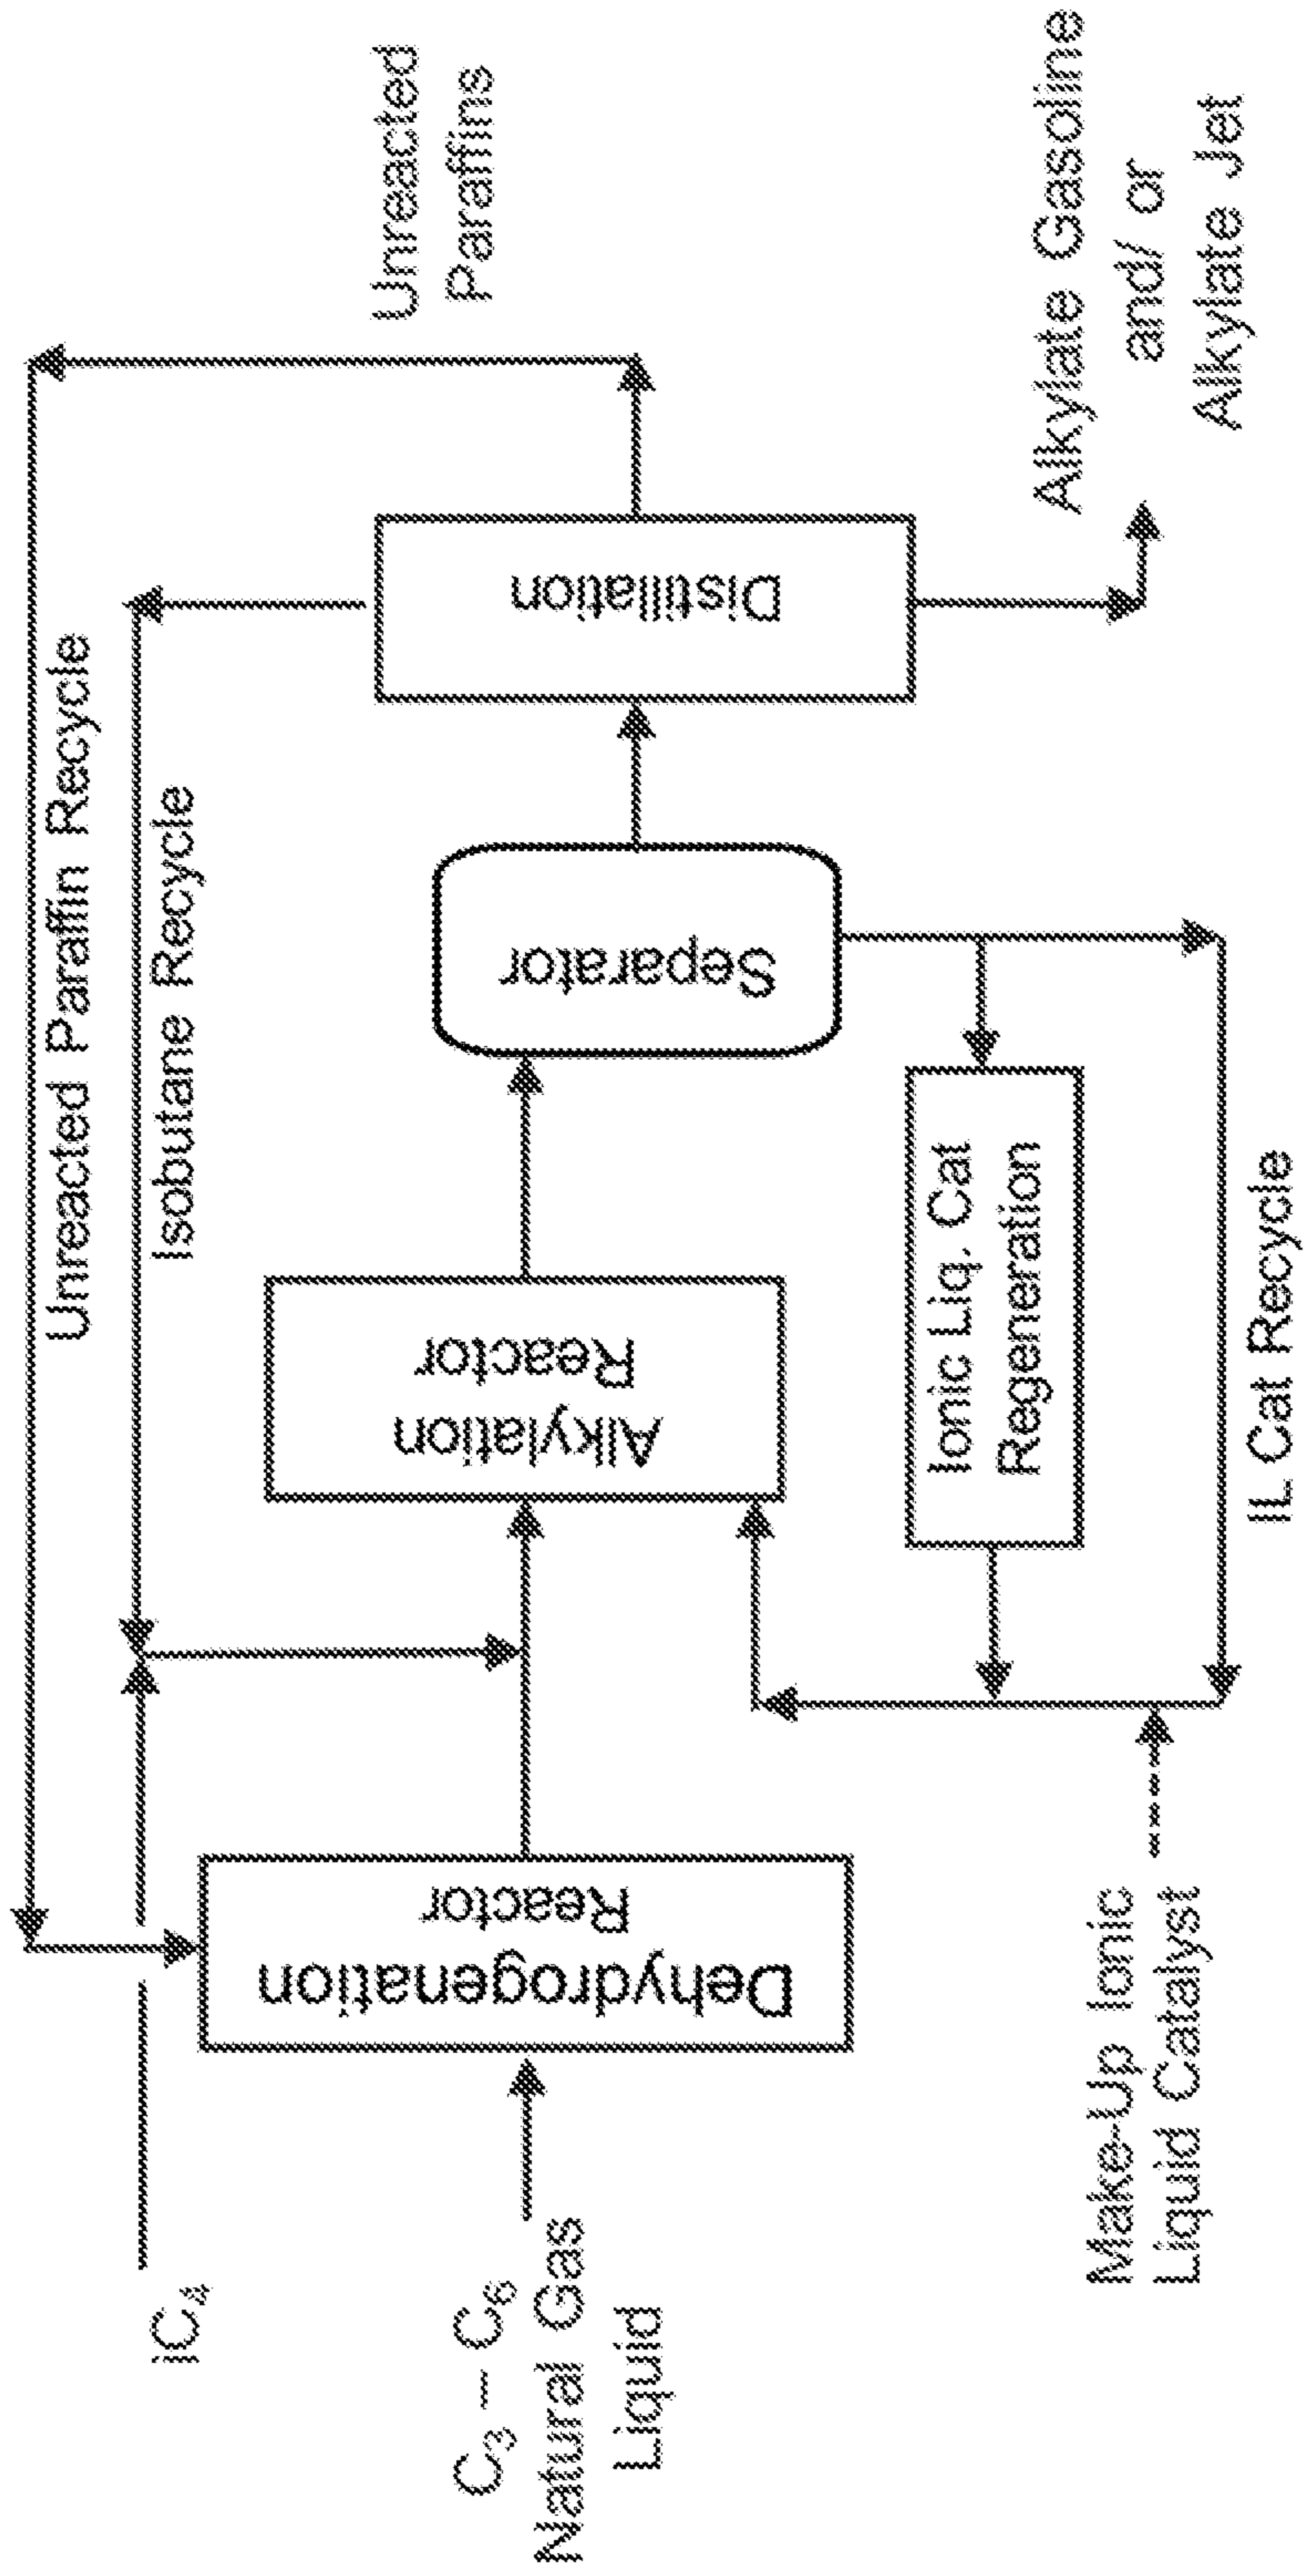 Unreacted Paraffin Recycle
Isobutane Recycle
Unreacted
Paraffins
iC₄
C₃ – C₆
Natural Gas
Liquid
Dehydrogenation
Reactor
Alkylation
Reactor
Separator
Distillation
Ionic Liq. Cat
Regeneration
IL Cat Recycle
Make-Up Ionic
Liquid Catalyst
Alkylate Gasoline
and/ or
Alkylate Jet